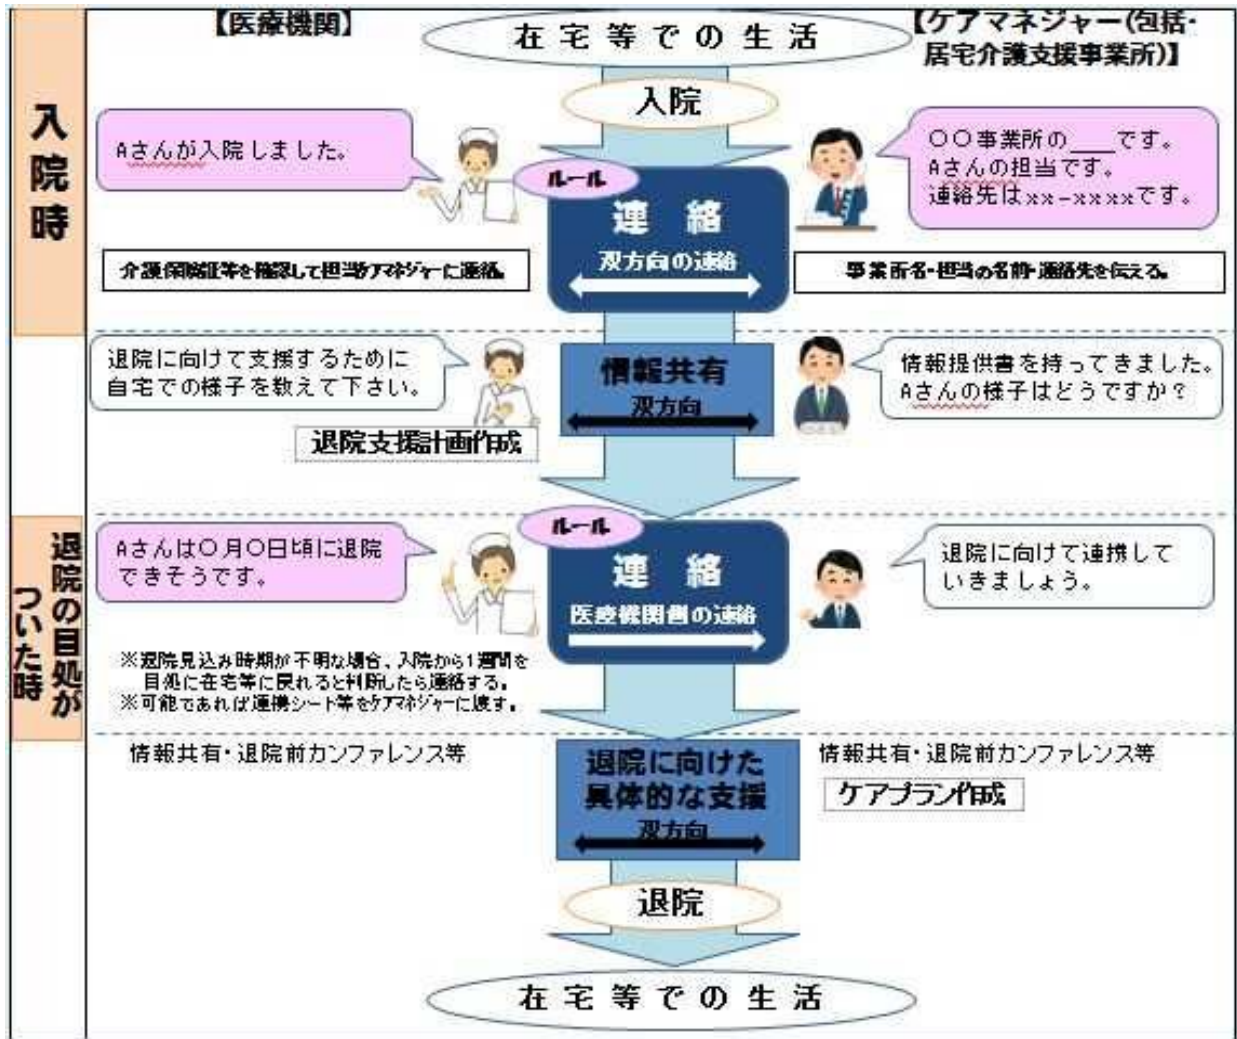 【医療機関】
在宅等での生活
【ケアマネジャー(包括・
居宅介護支援事業所)】
入院
入院時
Aさんが入院しました。
〇〇事業所の___です。
Aさんの担当です。
連絡先はxx-xxxxです。
ルール
連絡
双方向の連絡
介護保険証等を確認して担当ケアマネジャーに連絡。
事業所名・担当の名前・連絡先を伝える。
退院に向けて支援するために
自宅での様子を教えて下さい。
情報共有
双方向
情報提供書を持ってきました。
Aさんの様子はどうですか?
退院支援計画作成
退院の目処が
ついた時
Aさんは〇月〇日頃に退院
できそうです。
ルール
連絡
医療機関側の連絡
退院に向けて連携して
いきましょう。
※退院見込み時期が不明な場合、入院から1週間を
目処に在宅等に戻れると判断したら連絡する。
※可能であれば連携シート等をケアマネジャーに渡す。
情報共有・退院前カンファレンス等
退院に向けた
具体的な支援
双方向
情報共有・退院前カンファレンス等
ケアプラン作成
退院
在宅等での生活